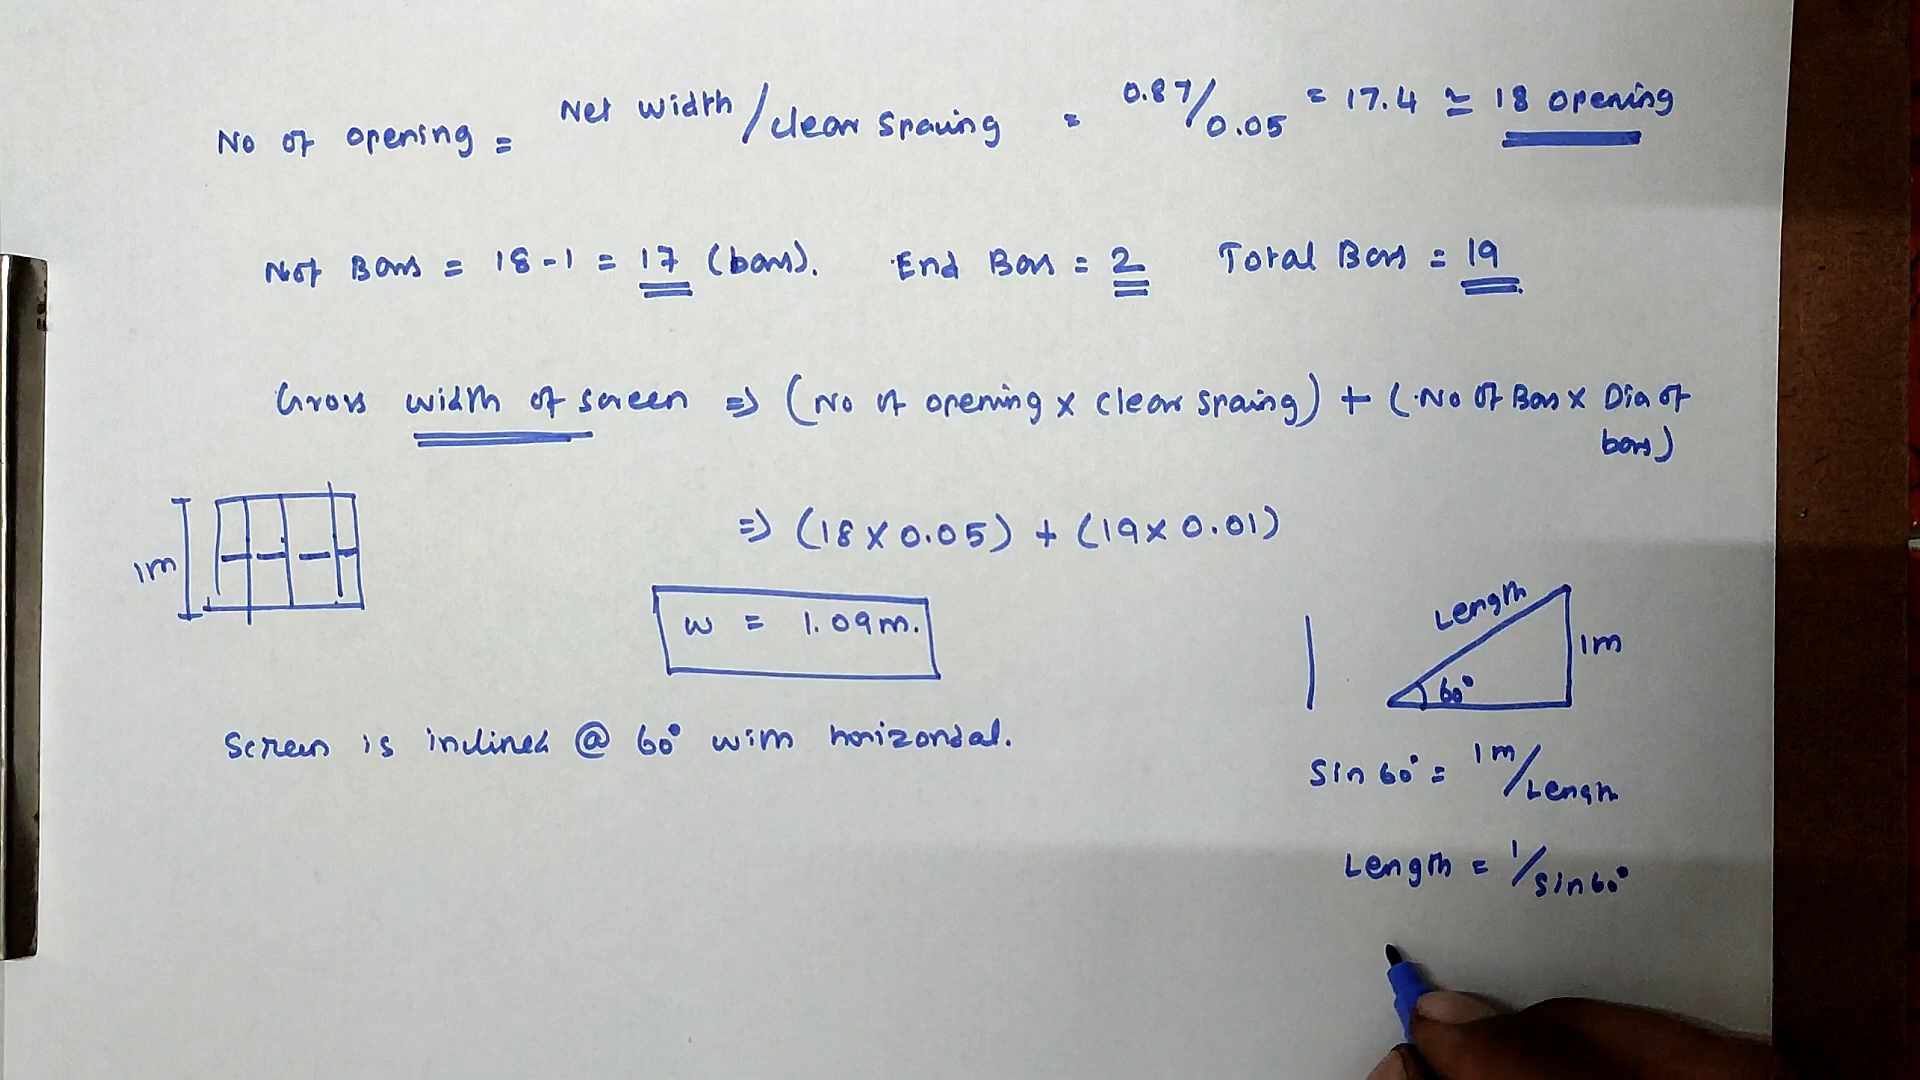 No of opening = Net width / clear spacing = 0.87/0.05 = 17.4 ≃ 18 opening
No of Bars = 18-1 = 17 (bars). End Bars = 2 Total Bars = 19
Gross width of screen => (No of opening x clear spacing) + (No of Bars x Dia of bars)
=> (18 x 0.05) + (19 x 0.01)
1m
w = 1.09m.
Length
1m
60°
Screen is inclined @ 60° with horizondal.
Sin 60° = 1m/Length
Length = 1/sin60°